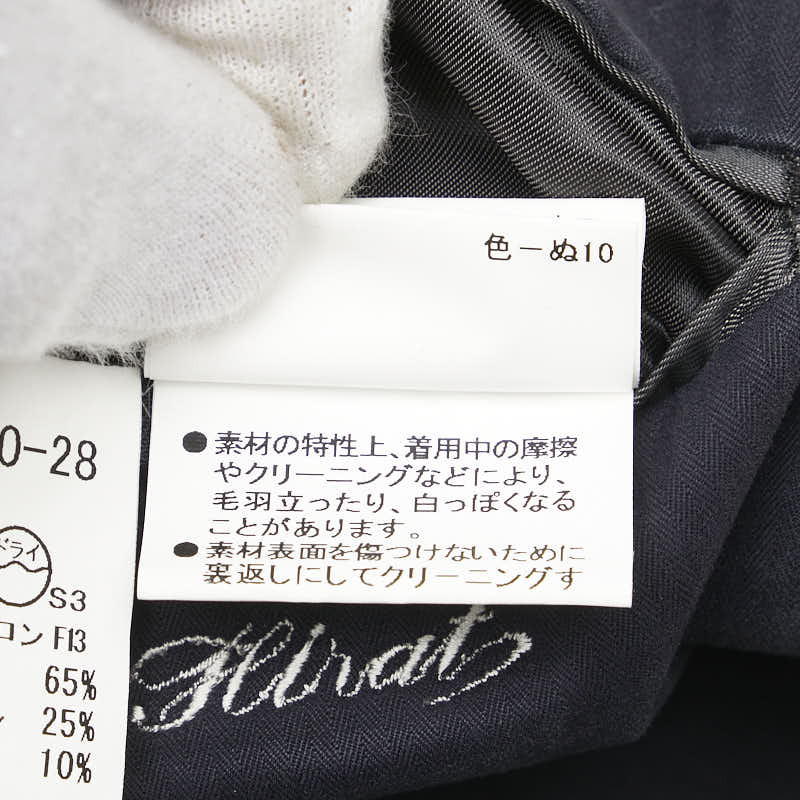 色ーぬ10
●素材の特性上、着用中の摩擦
やクリーニングなどにより、
毛羽立ったり、白っぽくなる
ことがあります。
●素材表面を傷つけないために
裏返しにしてクリーニングす
0-28
ドライ
S3
コン F13
65%
25%
10%
Hirat